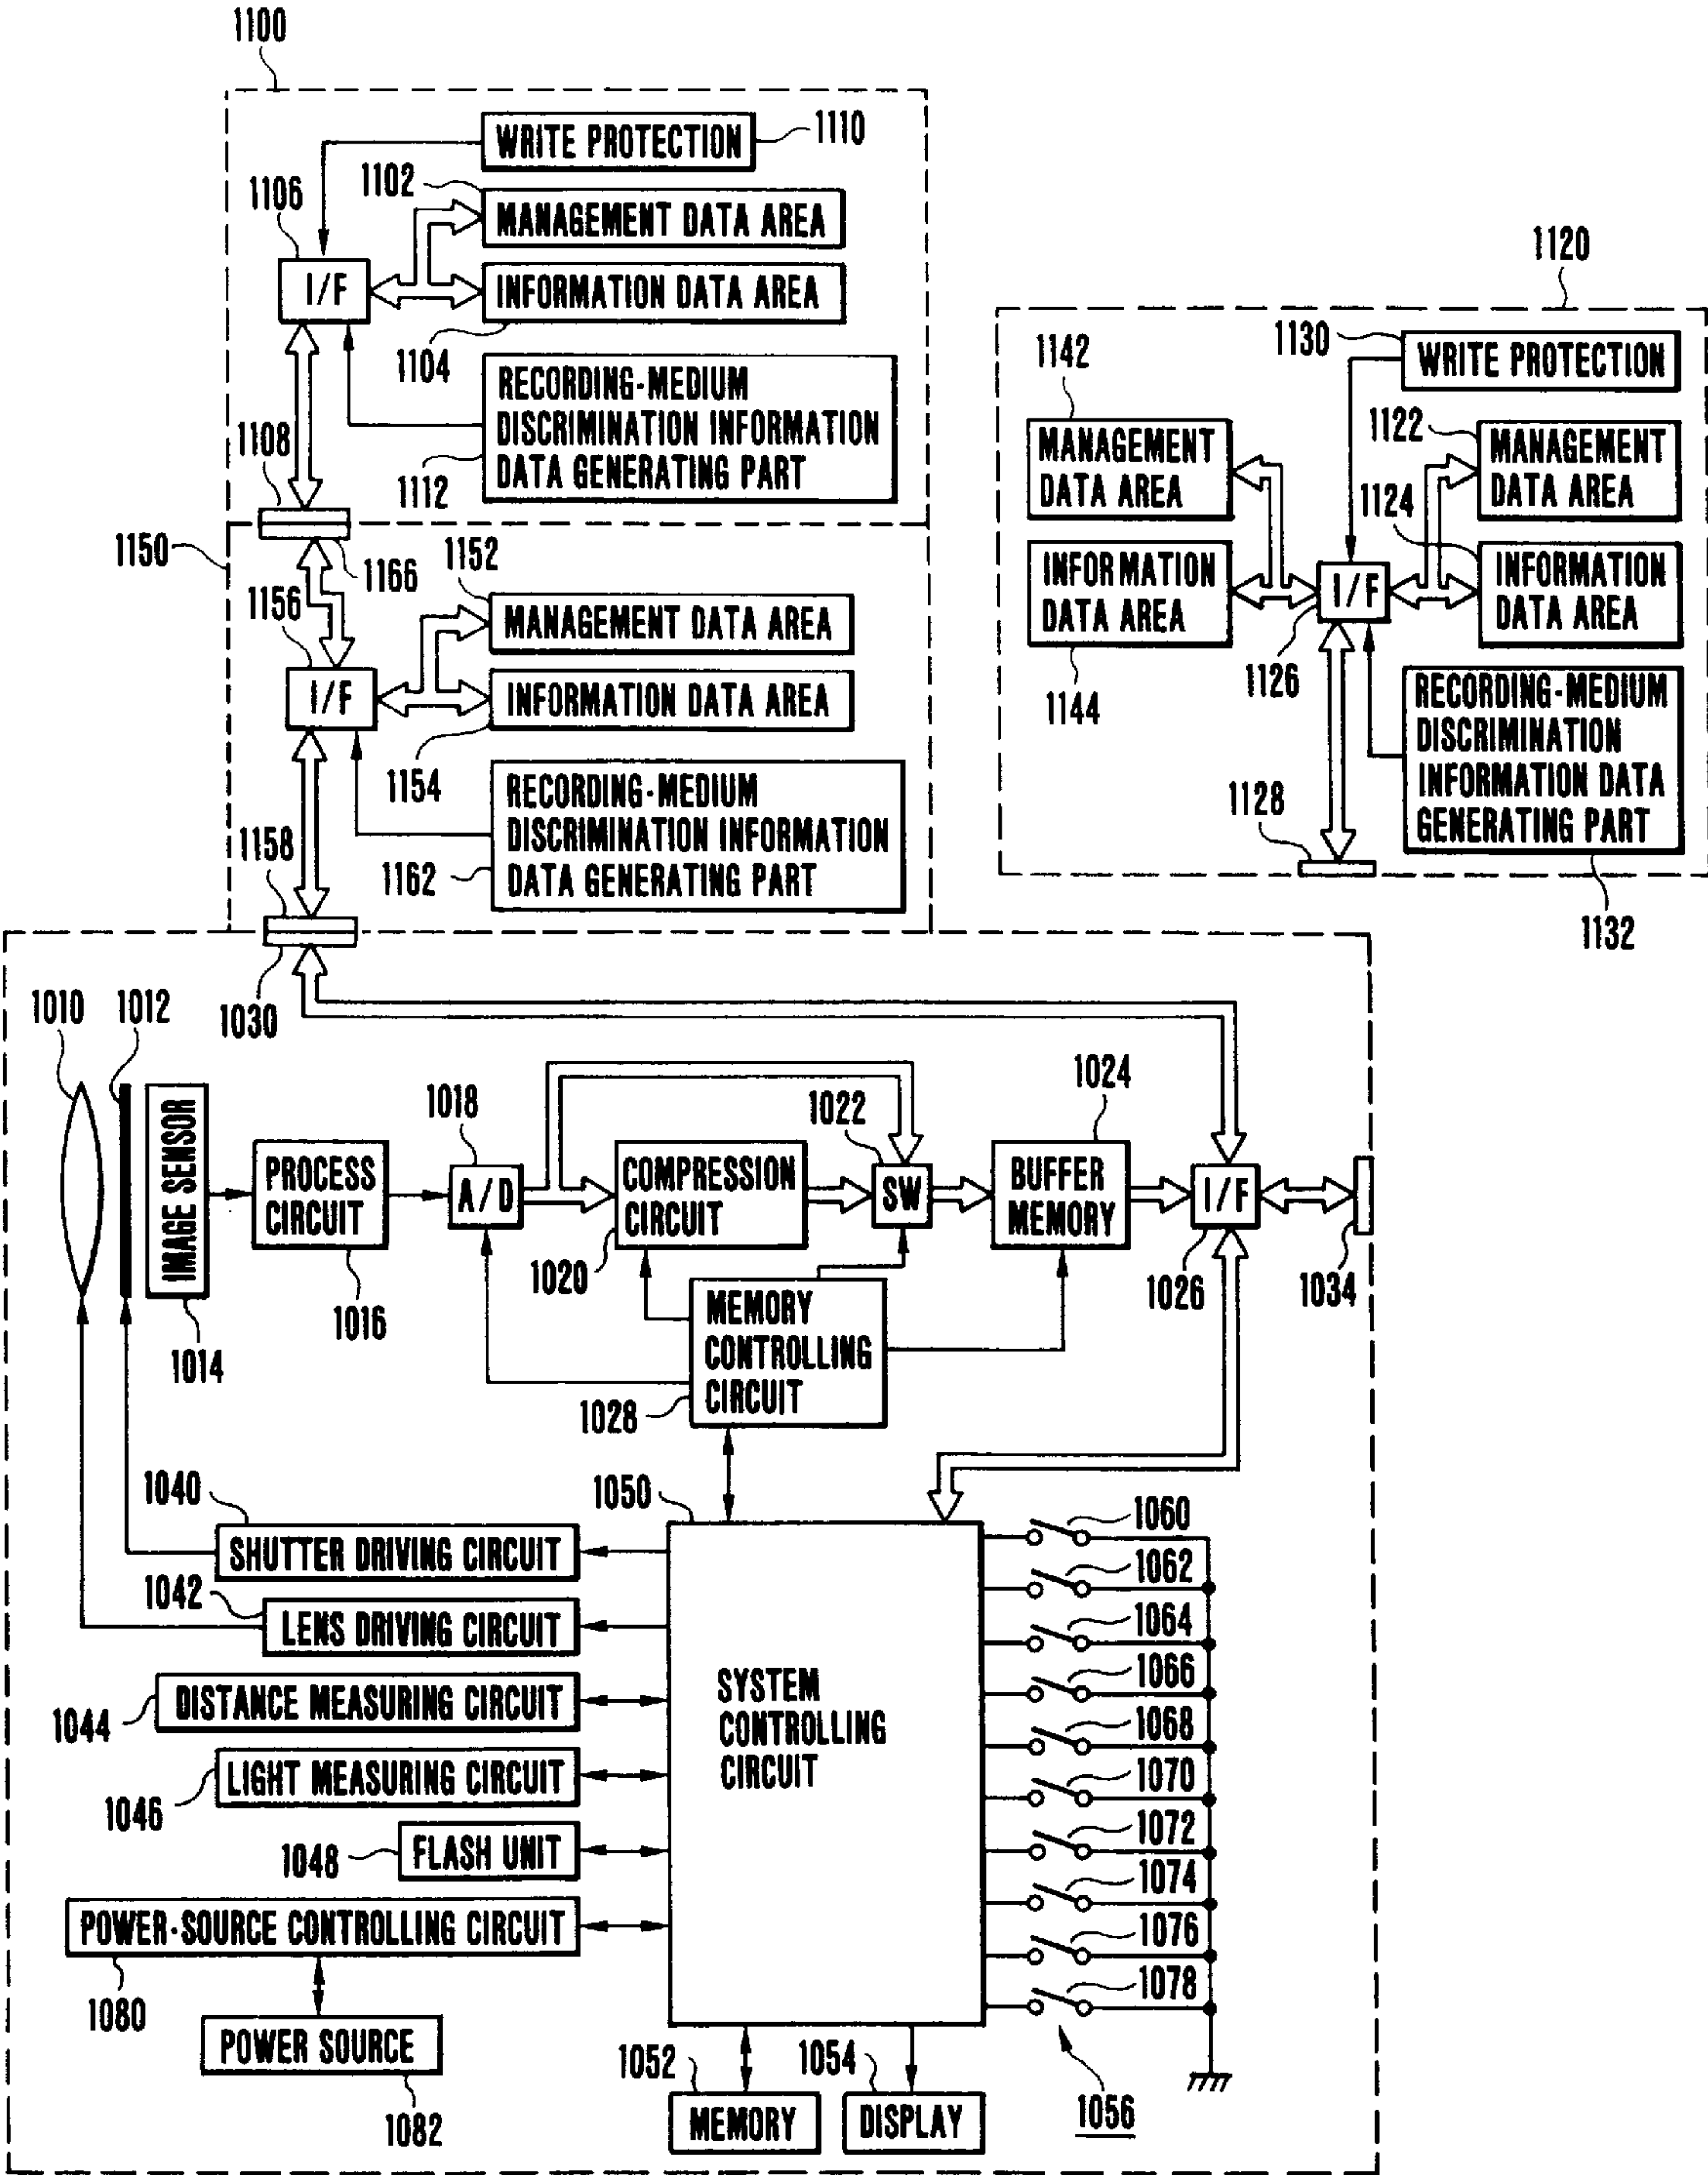 1100
WRITE PROTECTION
1110
1102
1106
MANAGEMENT DATA AREA
I/F
INFORMATION DATA AREA
1104
RECORDING-MEDIUM
DISCRIMINATION INFORMATION
DATA GENERATING PART
1108
1112
1120
1130
WRITE PROTECTION
1142
MANAGEMENT
DATA AREA
1122
MANAGEMENT
DATA AREA
1124
INFORMATION
DATA AREA
I/F
INFORMATION
DATA AREA
1126
1144
RECORDING-MEDIUM
DISCRIMINATION
INFORMATION DATA
GENERATING PART
1128
1132
1150
1166
1152
1156
MANAGEMENT DATA AREA
I/F
INFORMATION DATA AREA
1154
RECORDING-MEDIUM
DISCRIMINATION INFORMATION
DATA GENERATING PART
1158
1162
1030
1010
1012
IMAGE SENSOR
1014
PROCESS
CIRCUIT
1016
1018
A/D
COMPRESSION
CIRCUIT
1020
1022
SW
1024
BUFFER
MEMORY
I/F
1026
1034
MEMORY
CONTROLLING
CIRCUIT
1028
1040
SHUTTER DRIVING CIRCUIT
1042
LENS DRIVING CIRCUIT
DISTANCE MEASURING CIRCUIT
1044
LIGHT MEASURING CIRCUIT
1046
FLASH UNIT
1048
POWER-SOURCE CONTROLLING CIRCUIT
1080
POWER SOURCE
1082
1050
SYSTEM
CONTROLLING
CIRCUIT
1060
1062
1064
1066
1068
1070
1072
1074
1076
1078
1052
MEMORY
1054
DISPLAY
1056